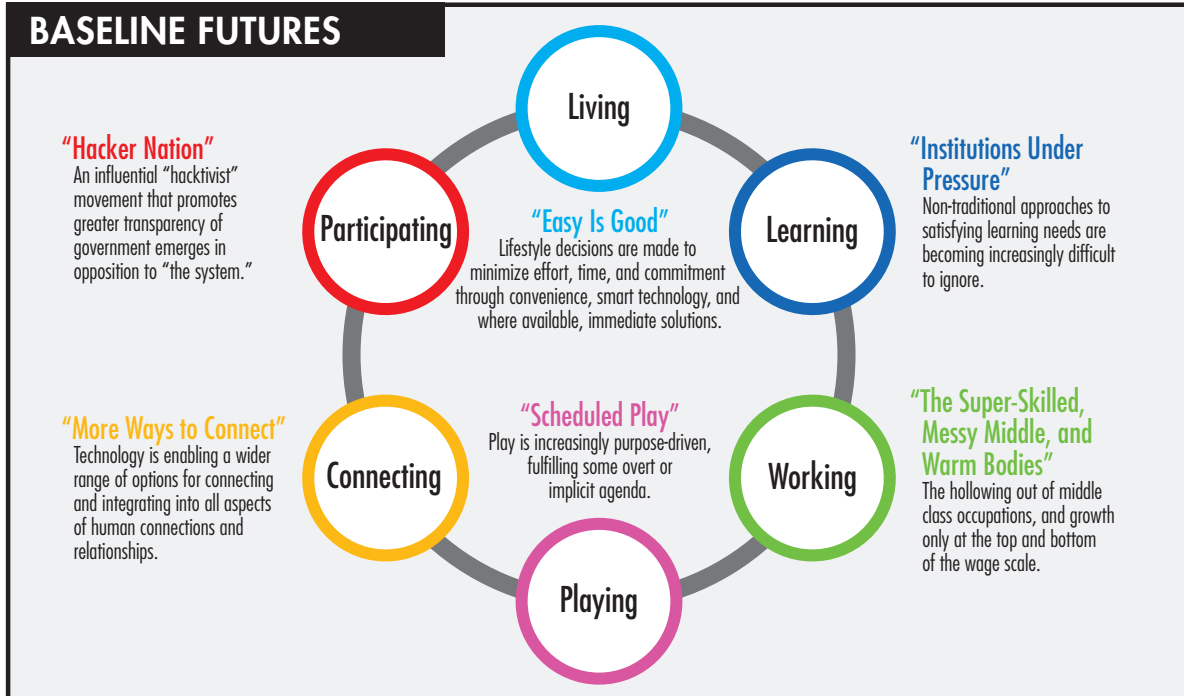 BASELINE FUTURES
Living
“Easy Is Good”
Lifestyle decisions are made to
minimize effort, time, and commitment
through convenience, smart technology, and
where available, immediate solutions.
Learning
“Institutions Under
Pressure”
Non-traditional approaches to
satisfying learning needs are
becoming increasingly difficult
to ignore.
Working
“The Super-Skilled,
Messy Middle, and
Warm Bodies”
The hollowing out of middle
class occupations, and growth
only at the top and bottom
of the wage scale.
Playing
“Scheduled Play”
Play is increasingly purpose-driven,
fulfilling some overt or
implicit agenda.
Connecting
“More Ways to Connect”
Technology is enabling a wider
range of options for connecting
and integrating into all aspects
of human connections and
relationships.
Participating
“Hacker Nation”
An influential “hacktivist”
movement that promotes
greater transparency of
government emerges in
opposition to “the system.”